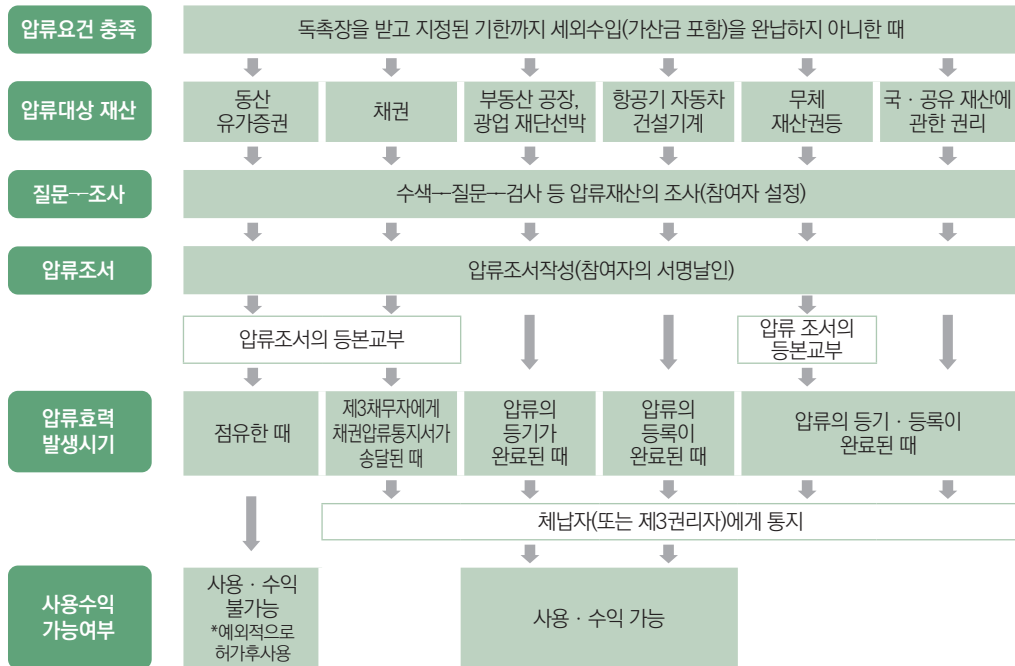 압류요건 충족
독촉장을 받고 지정된 기한까지 세외수입(가산금 포함)을 완납하지 아니한 때
압류대상 재산
동산
유가증권
채권
부동산 공장,
광업 재단선박
항공기 자동차
건설기계
무체
재산권등
국 · 공유 재산에
관한 권리
질문―조사
수색―질문―검사 등 압류재산의 조사(참여자 설정)
압류조서
압류조서작성(참여자의 서명날인)
압류조서의 등본교부
압류 조서의
등본교부
압류효력
발생시기
점유한 때
제3채무자에게
채권압류통지서가
송달된 때
압류의
등기가
완료된 때
압류의
등록이
완료된 때
압류의 등기 · 등록이
완료된 때
체납자(또는 제3권리자)에게 통지
사용수익
가능여부
사용 · 수익
불가능
*예외적으로
허가후사용
사용 · 수익 가능